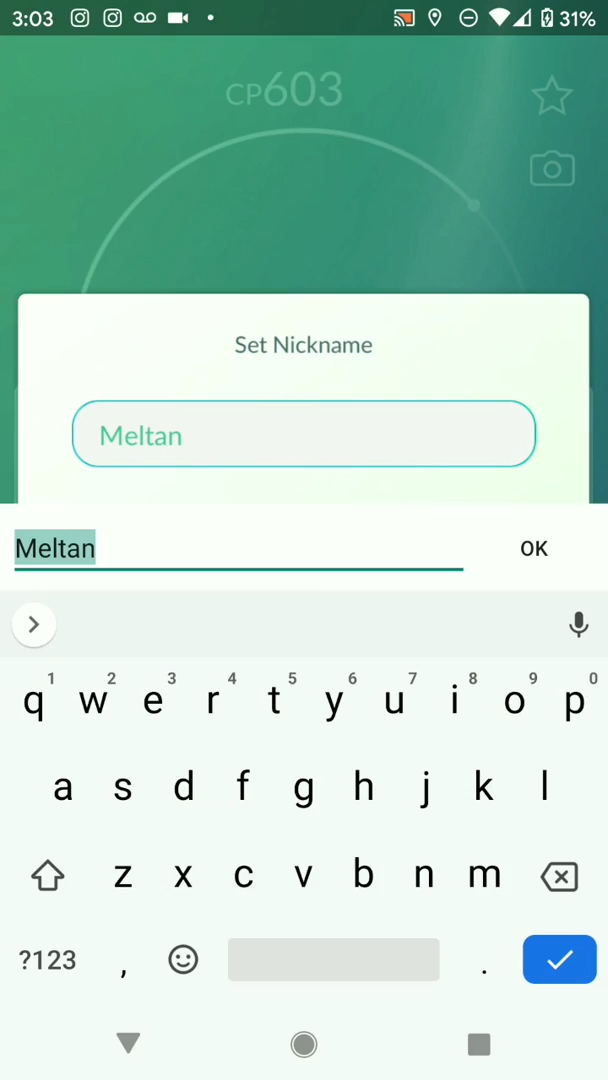 3:03 31%
CP603
Set Nickname
Meltan
Meltan OK
1 2 3 4 5 6 7 8 9 0
q w e r t y u i o p
a s d f g h j k l
z x c v b n m
?123 , .